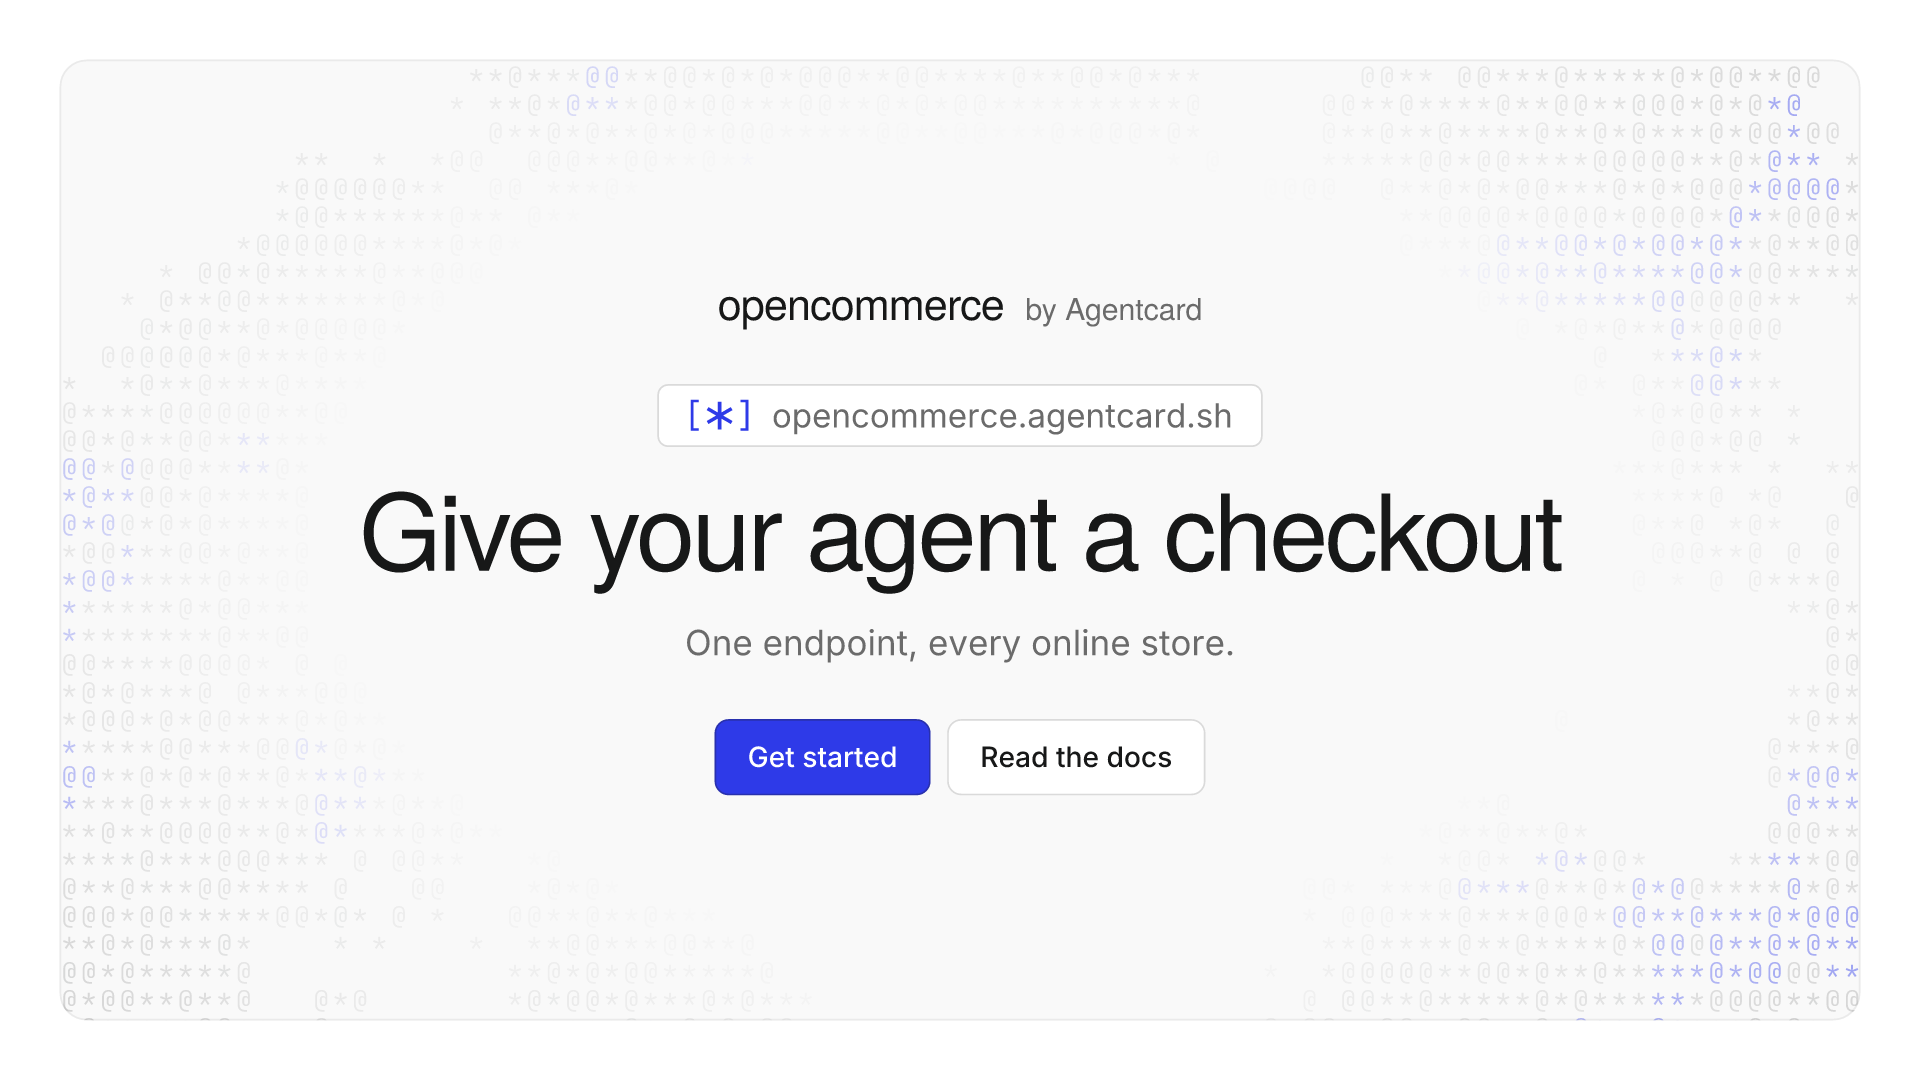 opencommerce by Agentcard
[*] opencommerce.agentcard.sh
Give your agent a checkout
One endpoint, every online store.
Get started
Read the docs